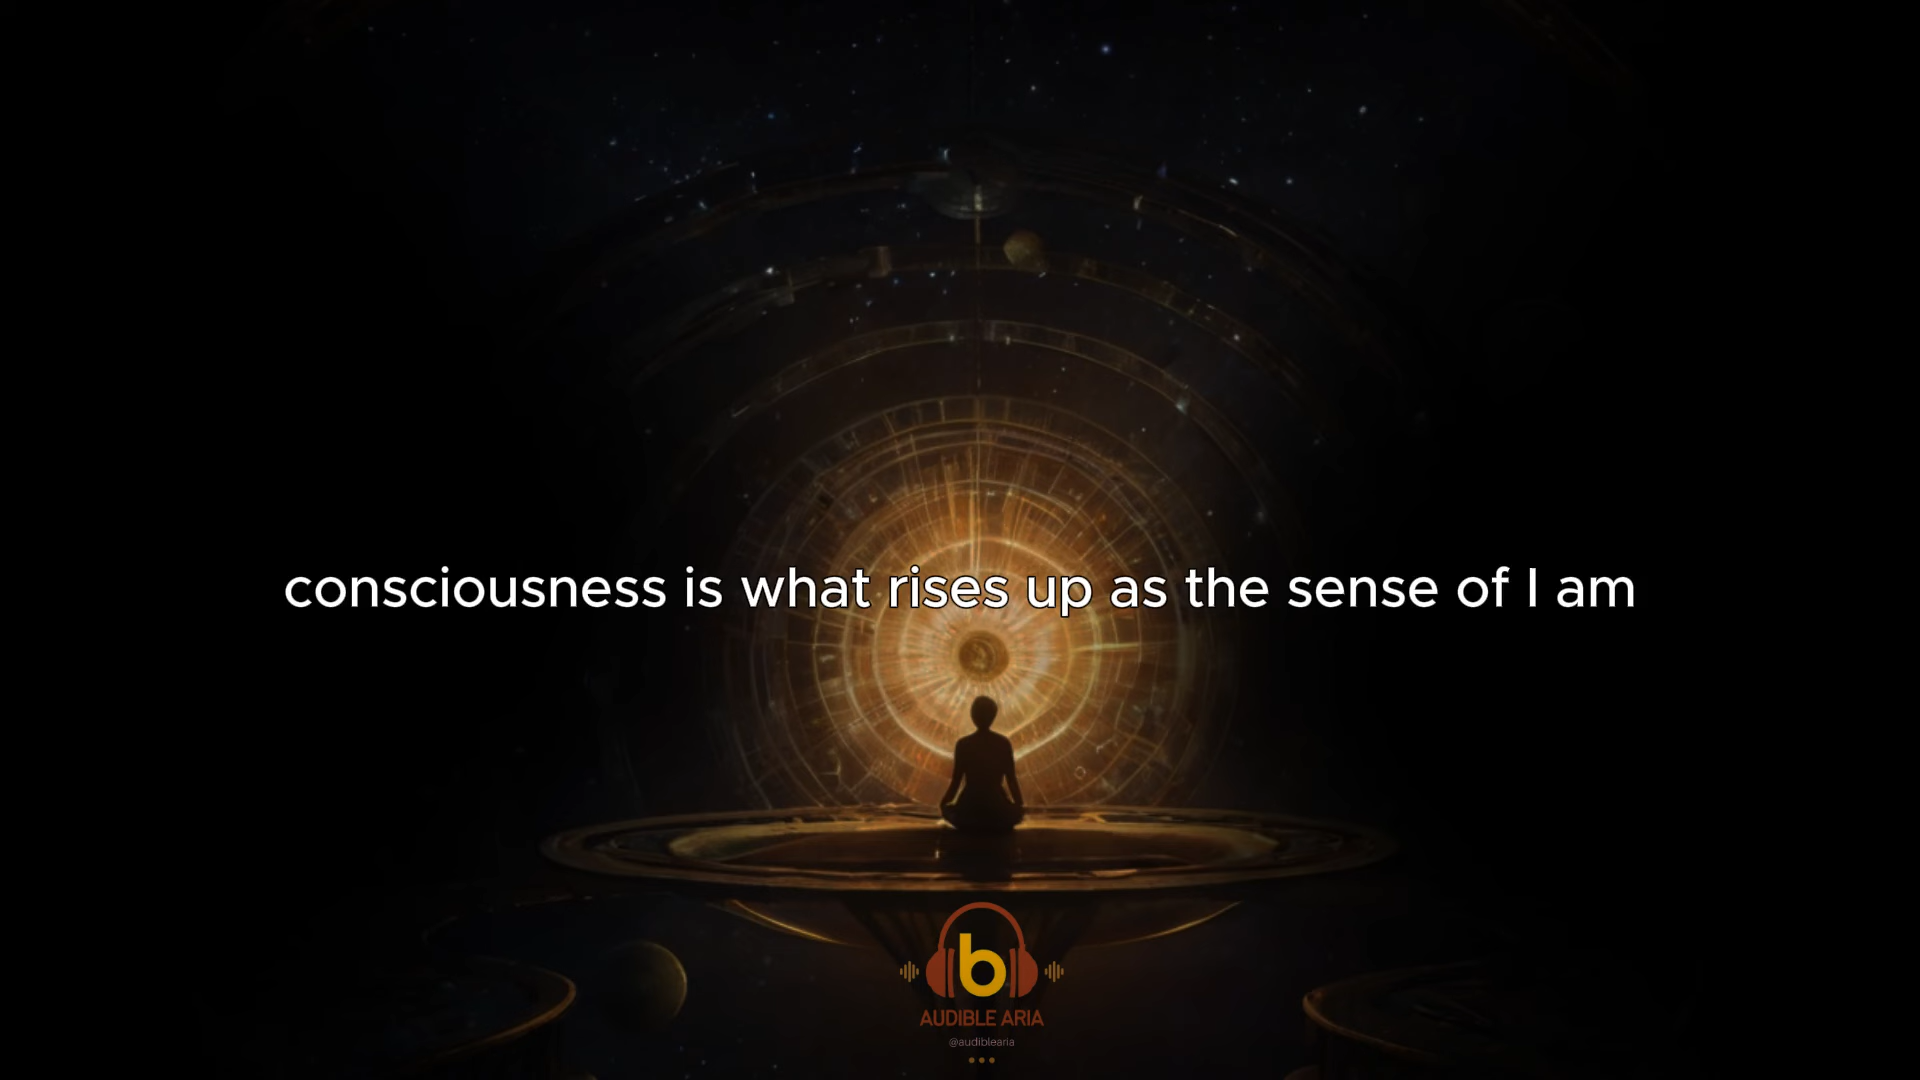 consciousness is what rises up as the sense of I am
b
AUDIBLE ARIA
@audiblearia